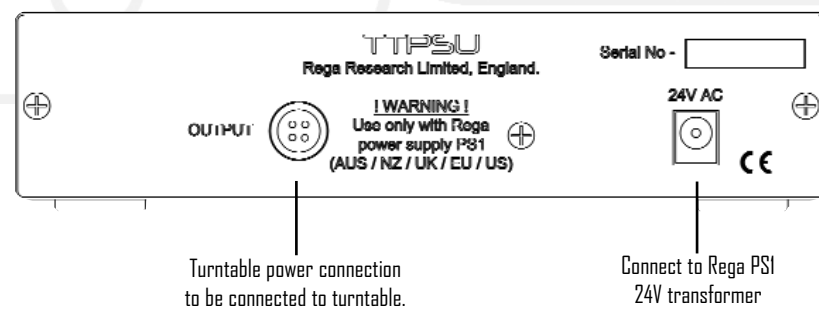 TTPSU
Rega Research Limited, England.
Serial No -
OUTPUT
! WARNING !
Use only with Rega
power supply PS1
(AUS / NZ / UK / EU / US)
24V AC
CE
Turntable power connection
to be connected to turntable.
Connect to Rega PS1
24V transformer